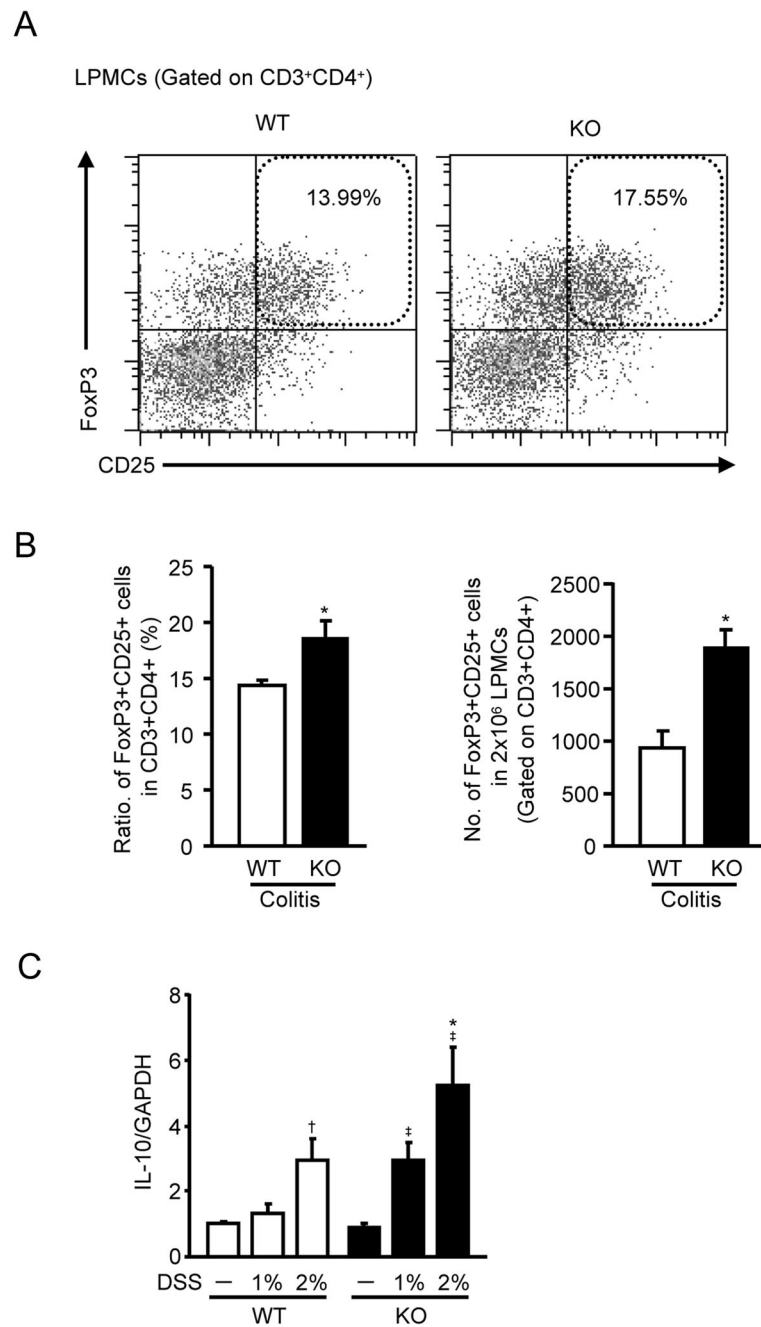 A
LPMCs (Gated on CD3⁺CD4⁺)
WT
KO
13.99%
17.55%
FoxP3
CD25
B
Ratio. of FoxP3+CD25+ cells
in CD3+CD4+ (%)
25
20
15
10
5
0
*
WT KO
Colitis
No. of FoxP3+CD25+ cells
in 2x10⁶ LPMCs
(Gated on CD3+CD4+)
2500
2000
1500
1000
500
0
*
WT KO
Colitis
C
IL-10/GAPDH
8
6
4
2
0
†
‡
*
‡
DSS – 1% 2% – 1% 2%
WT KO